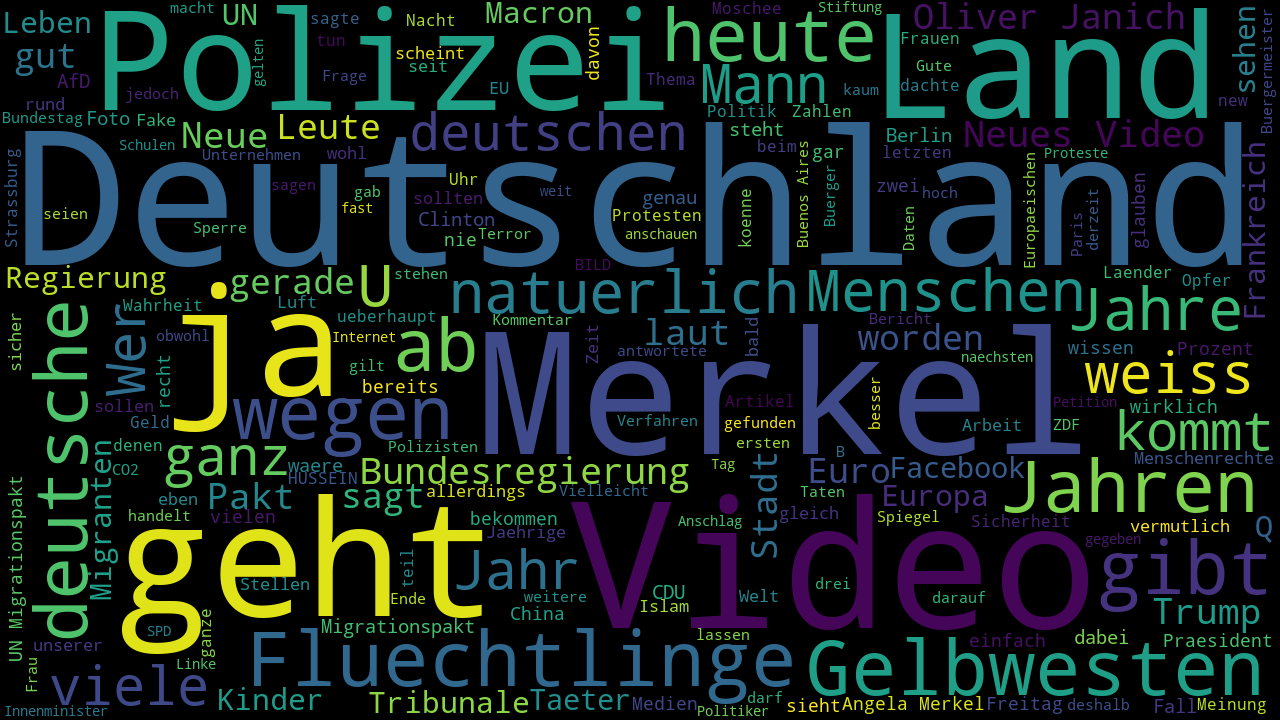 Leben
gut
macht
Polizei
UN
sagte
Nacht
tun
scheint
seit
Frage
gelten
Macron
davon
heute
Moschee
Stiftung
Oliver Janich
Land
Mann
Thema
EU
Frauen
Gute
dachte
kaum
sehen
new
Buergermeister
AfD
jedoch
rund
Bundestag
Foto
Fake
Neue
Leute
deutschen
Politik
Zahlen
steht
beim
gar
Berlin
letzten
Neues Video
Schulen
Unternehmen
wohl
Proteste
Strassburg
Deutschland
seien
sagen
gab
fast
Uhr
sollten
Clinton
nie
Terror
Sperre
weit
genau
Protesten
anschauen
koenne
Buenos Aires
Buerger
zwei
hoch
Daten
Europaeischen
Paris
derzeit
glauben
Frankreich
Regierung
gerade
U
stehen
BILD
natuerlich
Menschen
Laender
Opfer
Jahre
Wahrheit
Luft
ueberhaupt
Kommentar
Zeit
laut
bald
Bericht
worden
wissen
Prozent
sicher
deutsche
Wer
obwohl
ja
Internet
ab
antwortete
naechsten
gilt
recht
bereits
Merkel
weiss
sollen
Geld
wegen
Artikel
besser
Petition
wirklich
Verfahren
gefunden
Arbeit
ZDF
kommt
denen
Polizisten
ersten
B
CO2
ganz
waere
HUSSEIN
Bundesregierung
Tag
Stadt
Euro
Facebook
Menschenrechte
Migranten
eben
Pakt
sagt
allerdings
Vielleicht
Taten
Europa
Jahren
UN Migrationspakt
handelt
vielen
geht
bekommen
Jaehrige
Anschlag
Video
gleich
Spiegel
Sicherheit
vermutlich
Q
gegeben
Stellen
teil
Jahr
Ende
weitere
China
CDU
Islam
Welt
drei
darauf
gibt
Trump
SPD
ganze
Migrationspakt
lassen
einfach
dabei
Praesident
unserer
Frau
Linke
viele
Fluechtlinge
Gelbwesten
Innenminister
Kinder
Tribunale
Taeter
Medien
Politiker
darf
sieht
Angela Merkel
Freitag
deshalb
Fall
Meinung